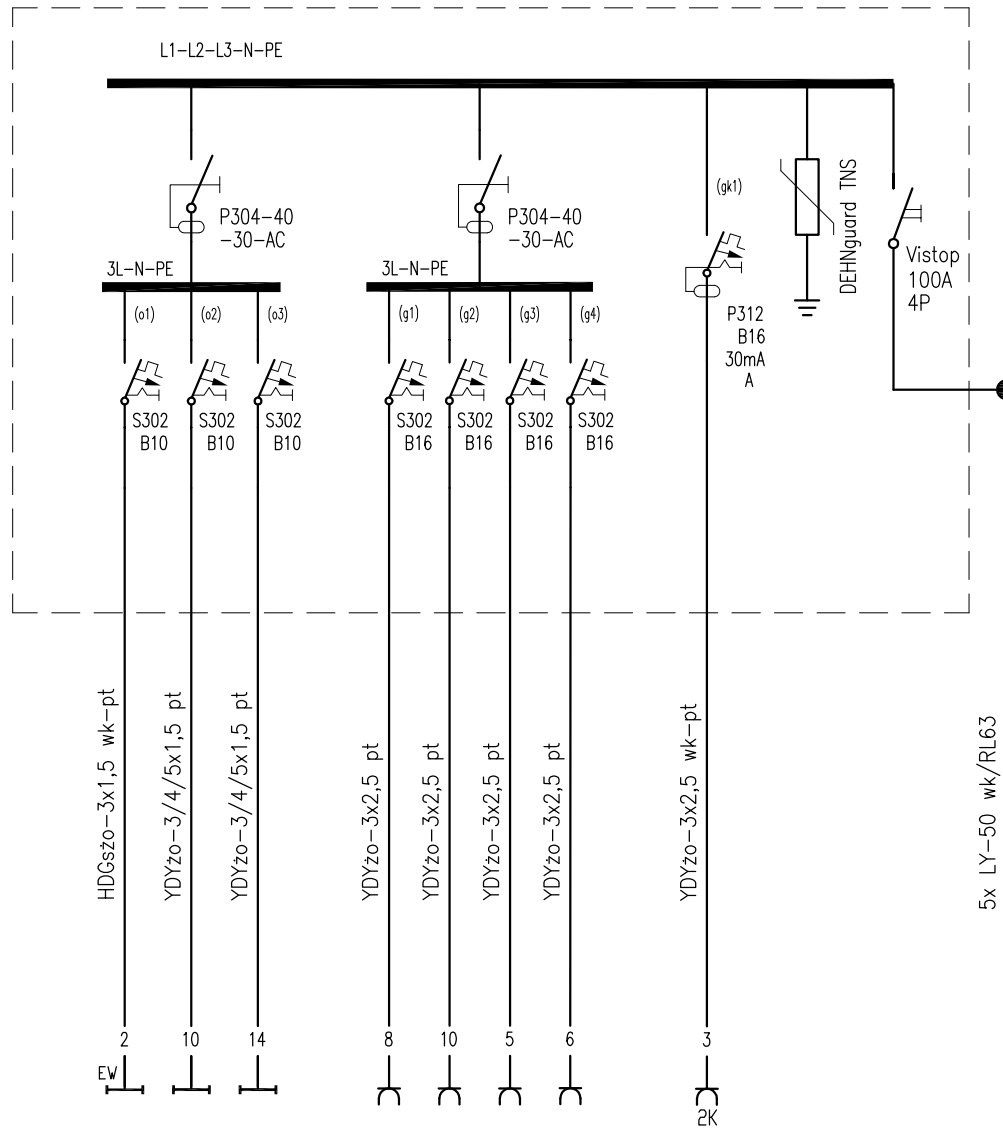 L1-L2-L3-N-PE
P304-40
-30-AC
P304-40
-30-AC
(gk1)
DEHNguard TNS
Vistop
100A
4P
3L-N-PE
3L-N-PE
(o1)
(o2)
(o3)
(g1)
(g2)
(g3)
(g4)
P312
B16
30mA
A
S302
B10
S302
B10
S302
B10
S302
B16
S302
B16
S302
B16
S302
B16
HDGsżo-3x1,5 wk-pt
YDYżo-3/4/5x1,5 pt
YDYżo-3/4/5x1,5 pt
YDYżo-3x2,5 pt
YDYżo-3x2,5 pt
YDYżo-3x2,5 pt
YDYżo-3x2,5 pt
YDYżo-3x2,5 wk-pt
5x LY-50 wk/RL63
2
10
14
8
10
5
6
3
EW
2K